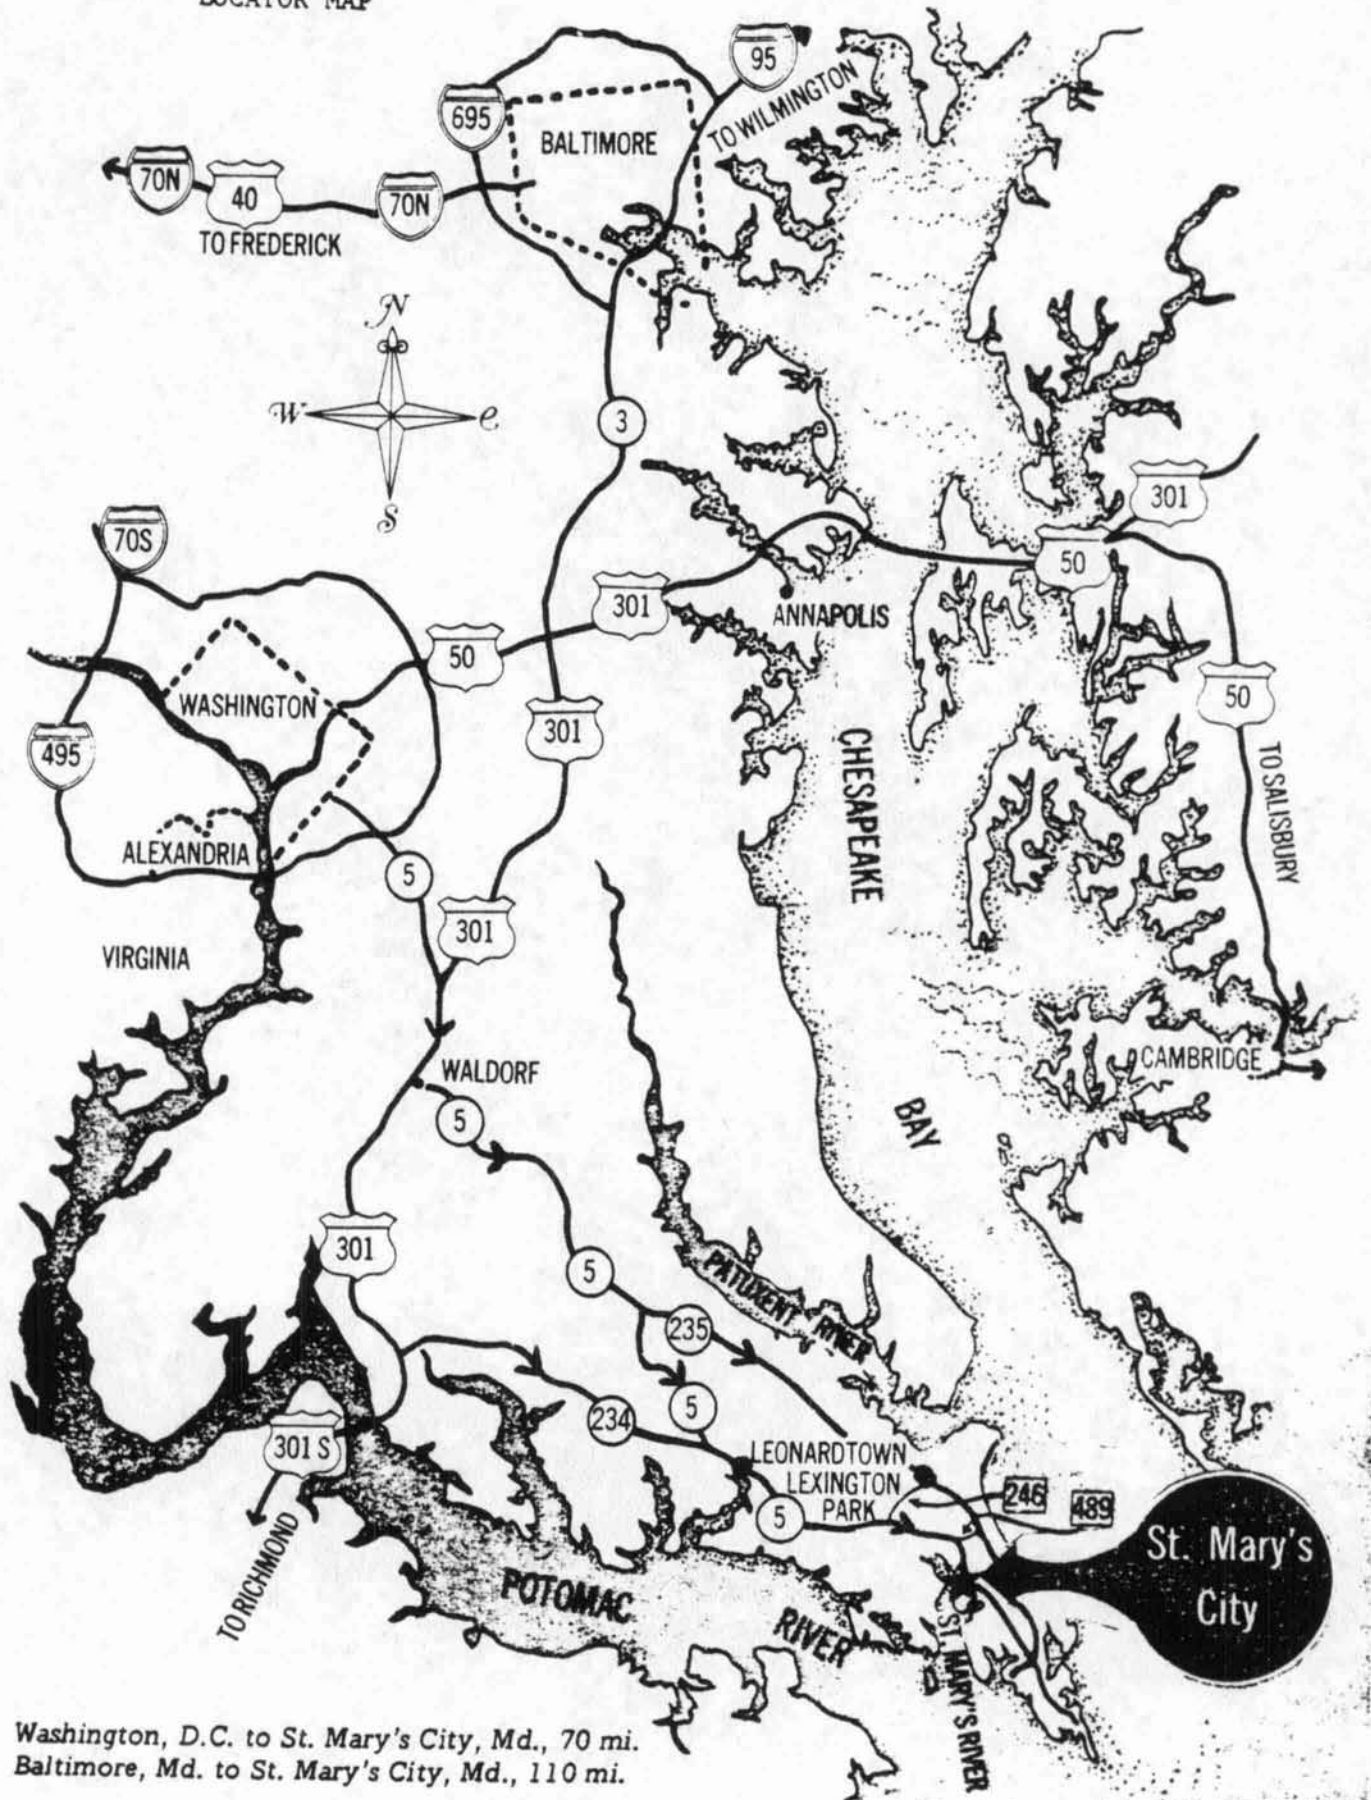 LOCATOR MAP
95
695
BALTIMORE
TO WILMINGTON
70N
40
70N
TO FREDERICK
N
W
e
S
3
301
70S
50
301
ANNAPOLIS
50
50
WASHINGTON
301
495
CHESAPEAKE
TO SALISBURY
ALEXANDRIA
5
301
VIRGINIA
WALDORF
CAMBRIDGE
5
BAY
301
5
PATUXENT RIVER
235
5
234
301 S
LEONARDTOWN
LEXINGTON
PARK
246
489
5
TO RICHMOND
St. Mary's
City
POTOMAC
RIVER
ST. MARY'S RIVER
Washington, D.C. to St. Mary's City, Md., 70 mi.
Baltimore, Md. to St. Mary's City, Md., 110 mi.